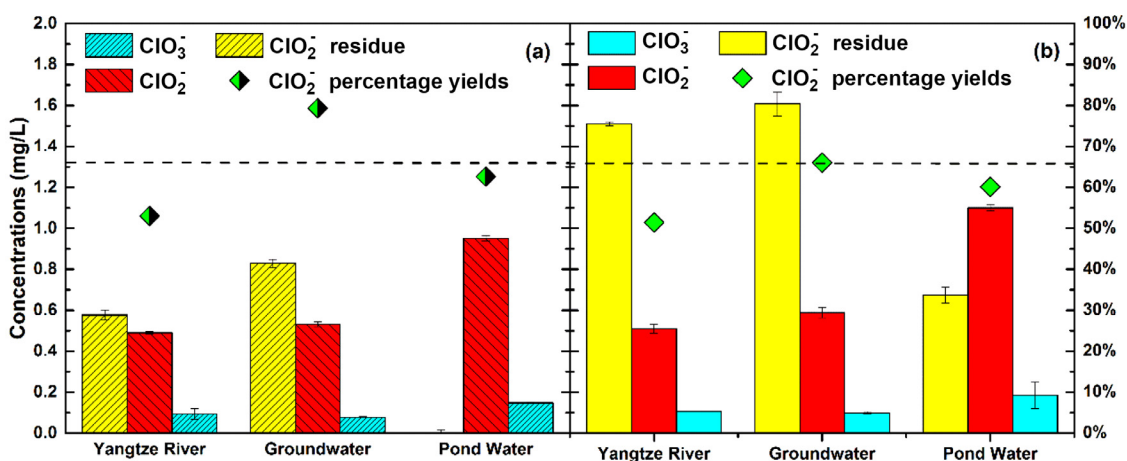 Concentrations (mg/L)
2.0
1.8
1.6
1.4
1.2
1.0
0.8
0.6
0.4
0.2
0.0
ClO₃⁻
ClO₂⁻ residue
(a)
ClO₂⁻
ClO₂⁻ percentage yields
Yangtze River
Groundwater
Pond Water
ClO₃⁻
ClO₂⁻ residue
(b)
ClO₂⁻
ClO₂⁻ percentage yields
Yangtze River
Groundwater
Pond Water
100%
90%
80%
70%
60%
50%
40%
30%
20%
10%
0%